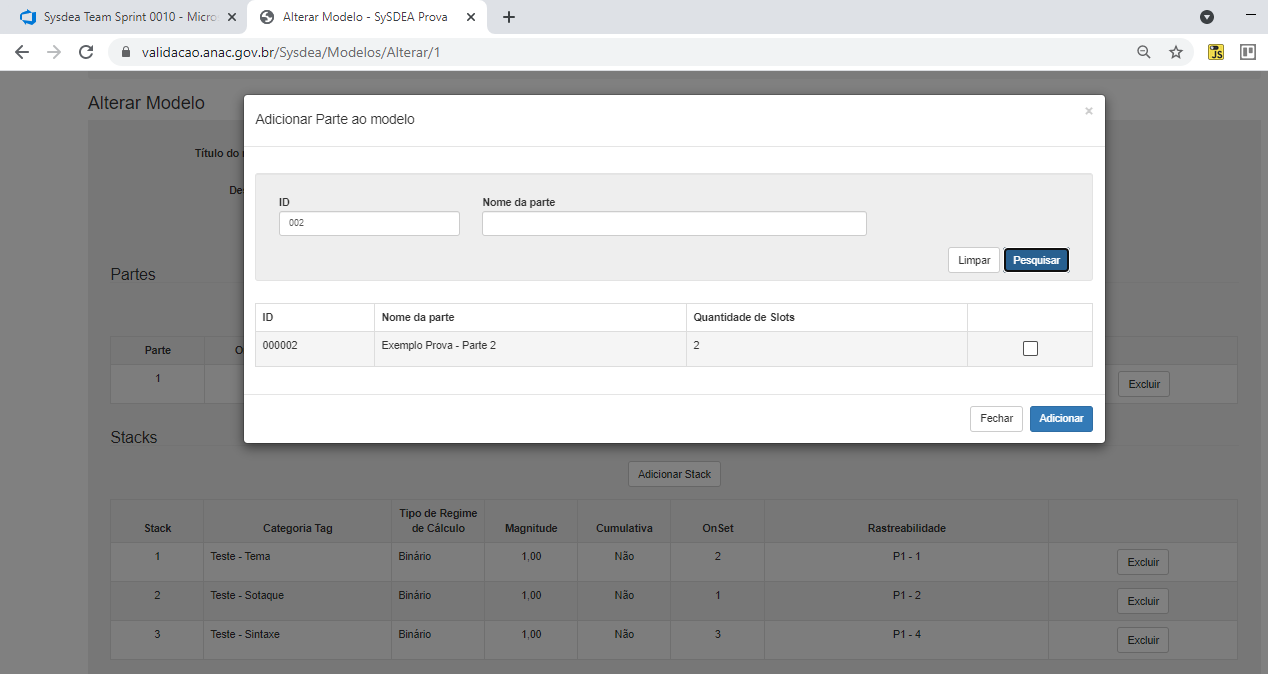 Sysdea Team Sprint 0010 - Micro
Alterar Modelo - SySDEA Prova
validacao.anac.gov.br/Sysdea/Modelos/Alterar/1
JS
Alterar Modelo
Adicionar Parte ao modelo
×
Título do
De
ID
Nome da parte
002
Limpar
Pesquisar
Partes
ID
Nome da parte
Quantidade de Slots
000002
Exemplo Prova - Parte 2
2
Parte
O
1
Excluir
Fechar
Adicionar
Stacks
Adicionar Stack
Stack
Categoria Tag
Tipo de Regime
de Cálculo
Magnitude
Cumulativa
OnSet
Rastreabilidade
1
Teste - Tema
Binário
1,00
Não
2
P1 - 1
Excluir
2
Teste - Sotaque
Binário
1,00
Não
1
P1 - 2
Excluir
3
Teste - Sintaxe
Binário
1,00
Não
3
P1 - 4
Excluir